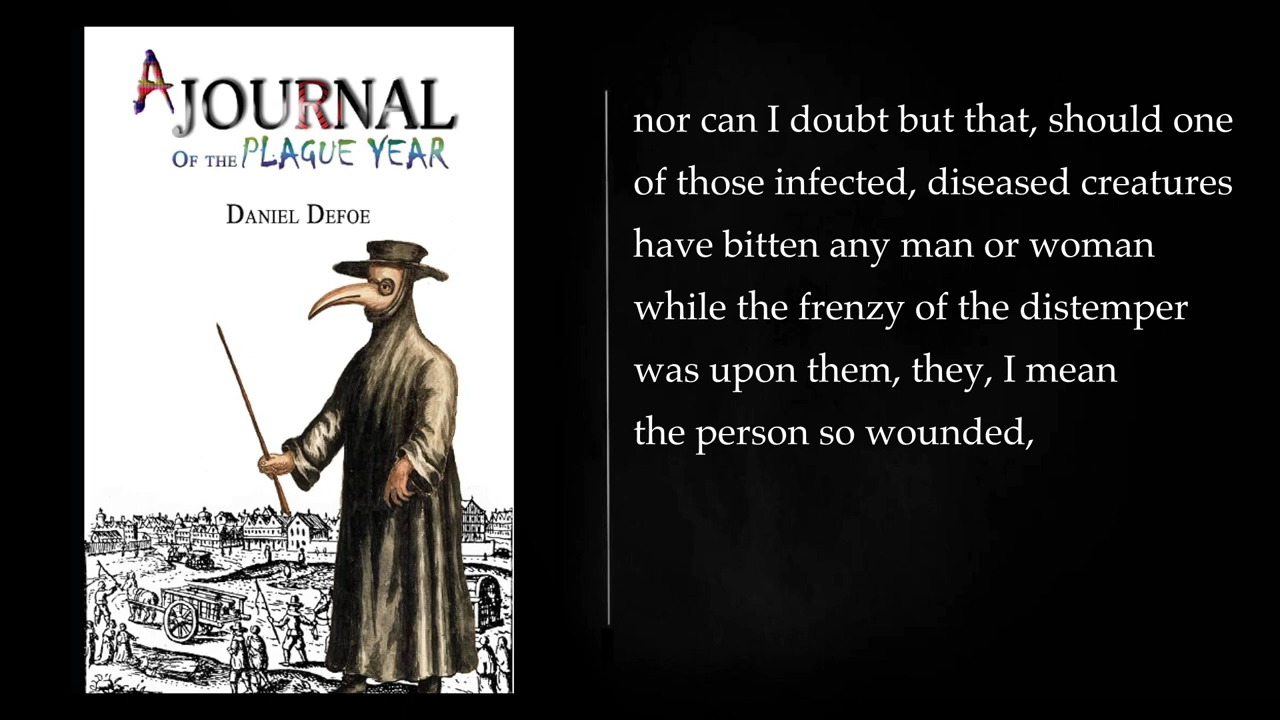 A JOURNAL
OF THE PLAGUE YEAR
DANIEL DEFOE
nor can I doubt but that, should one
of those infected, diseased creatures
have bitten any man or woman
while the frenzy of the distemper
was upon them, they, I mean
the person so wounded,